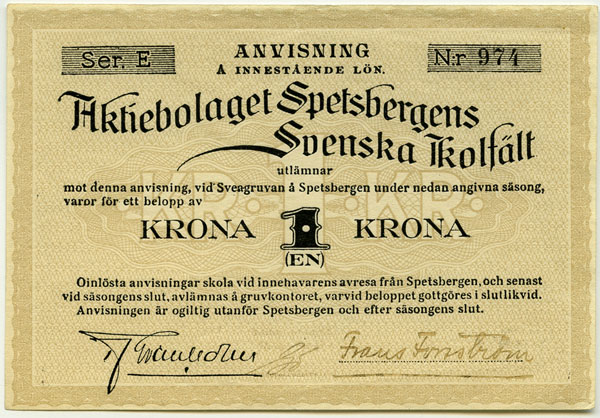 Ser. E
ANVISNING
N:r 974
Å INNESTÅENDE LÖN.
Aktiebolaget Spetsbergens
Svenska Kolfält
utlämnar
mot denna anvisning, vid Sveagruvan å Spetsbergen under nedan angivna säsong,
varor för ett belopp av
KRONA 1 KRONA
(EN)
Oinlösta anvisningar skola vid innehavarens avresa från Spetsbergen, och senast
vid säsongens slut, avlämnas å gruvkontoret, varvid beloppet gottgöres i slutlikvid.
Anvisningen är ogiltig utanför Spetsbergen och efter säsongens slut.
Frans Forsström